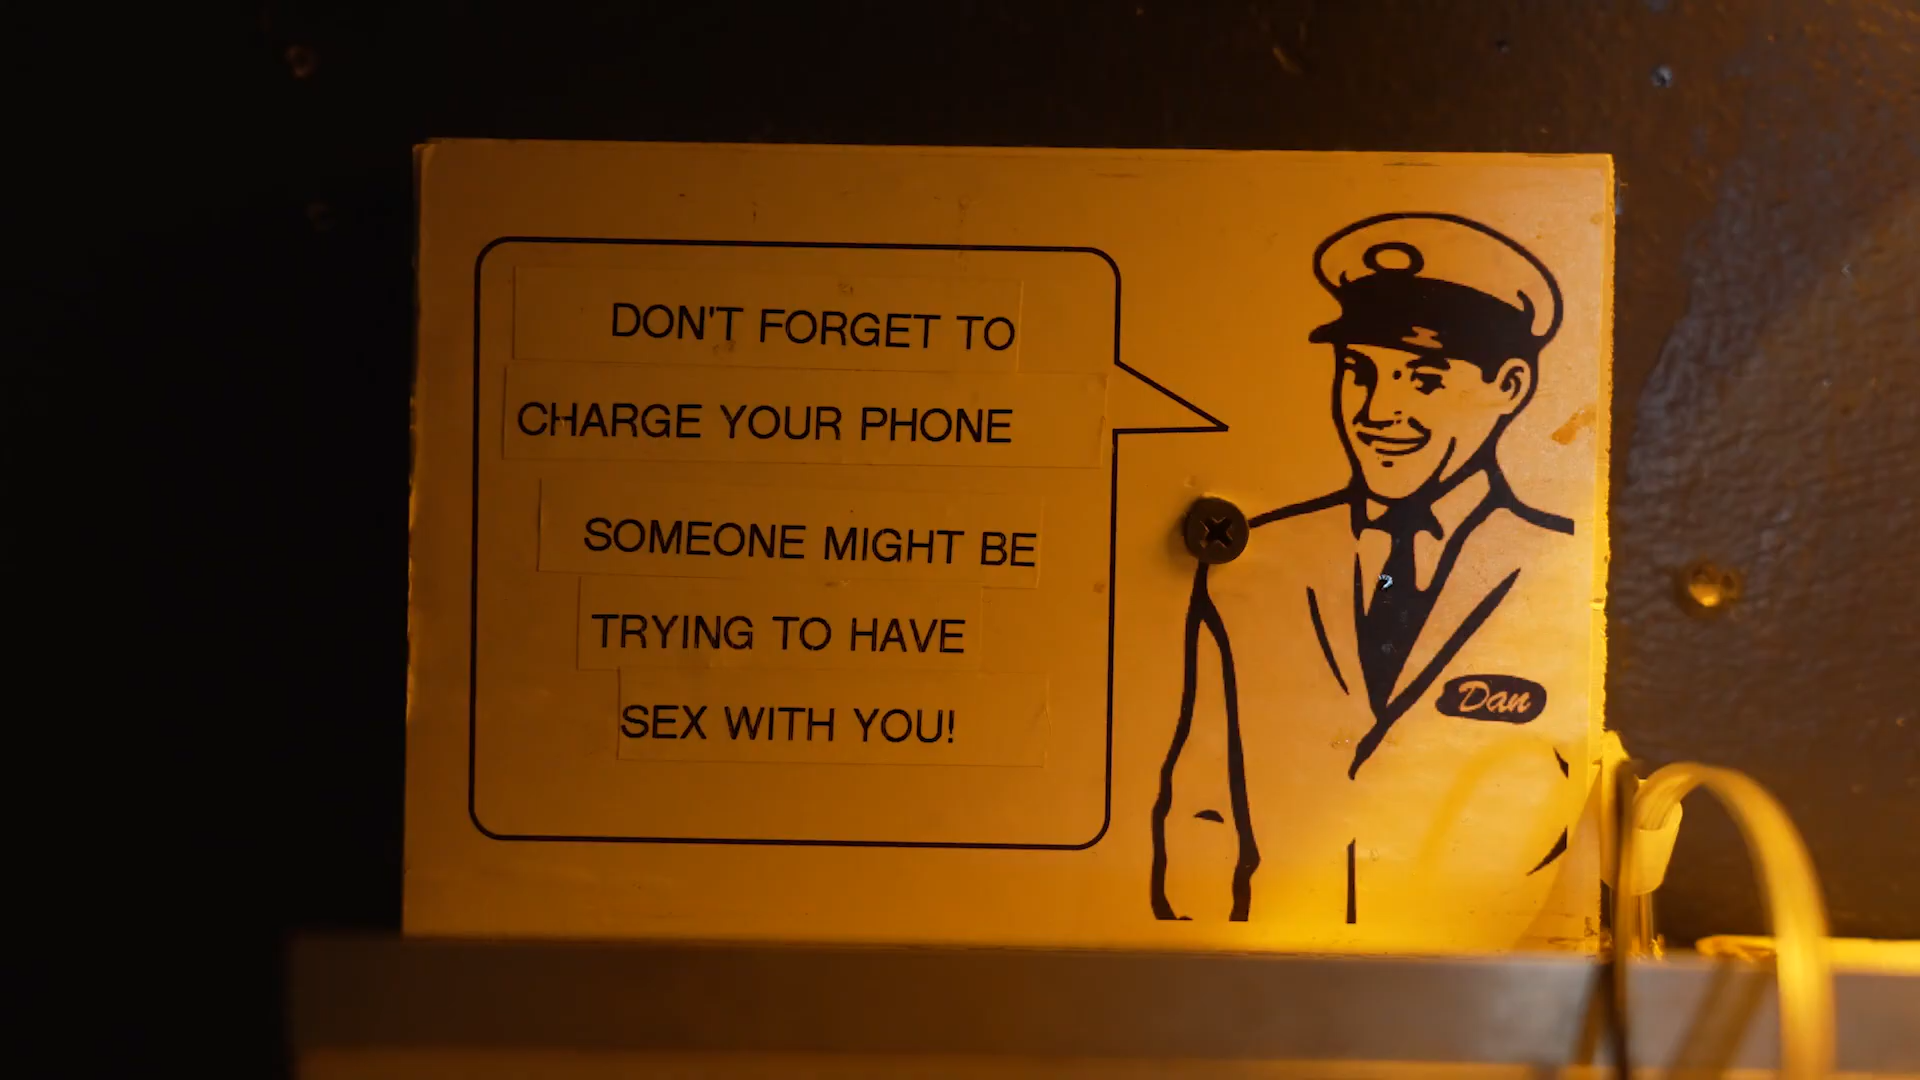 DON'T FORGET TO
CHARGE YOUR PHONE
SOMEONE MIGHT BE
TRYING TO HAVE
SEX WITH YOU!
Dan